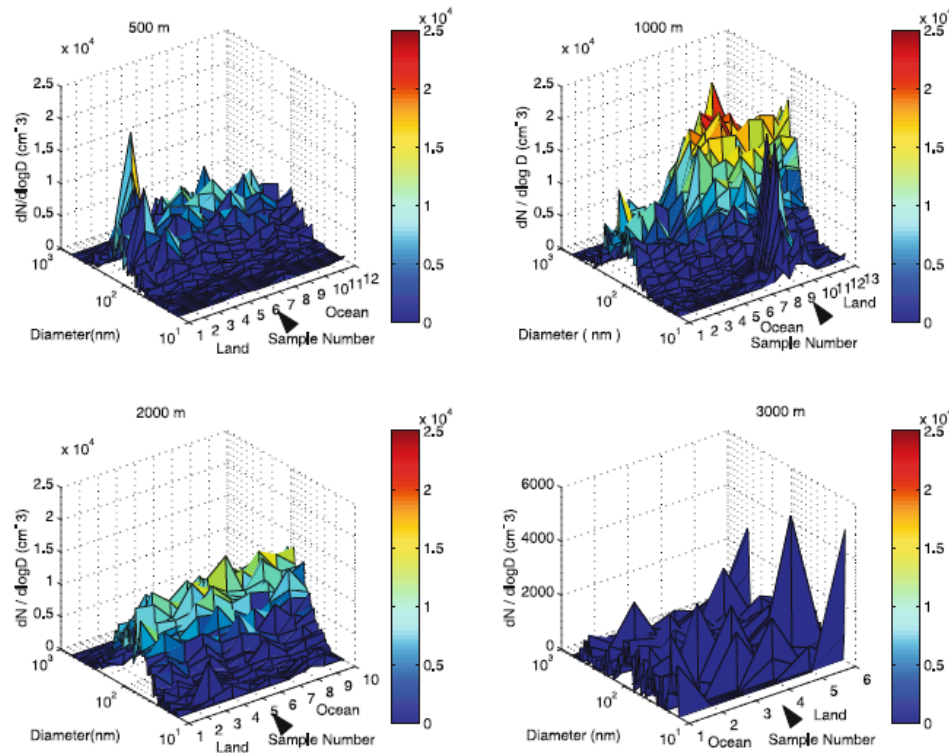 500 m
x 10^4
dN/dlogD (cm^-3)
2.5
2
1.5
1
0.5
0
10^3
10^2
10^1
Diameter(nm)
1 2 3 4 5 6 7 8 9 10 11 12
Land
Ocean
Sample Number
x 10^4
2.5
2
1.5
1
0.5
0
1000 m
x 10^4
dN / dlog D (cm^-3)
2.5
2
1.5
1
0.5
0
10^3
10^2
10^1
Diameter ( nm )
1 2 3 4 5 6 7 8 9 10 11 12 13
Ocean
Land
Sample Number
x 10^4
2.5
2
1.5
1
0.5
0
2000 m
x 10^4
dN / dlogD (cm^-3)
2.5
2
1.5
1
0.5
0
10^3
10^2
10^1
Diameter(nm)
1 2 3 4 5 6 7 8 9 10
Land
Ocean
Sample Number
x 10^4
2.5
2
1.5
1
0.5
0
3000 m
dN / dlogD (cm^-3)
6000
4000
2000
0
10^3
10^2
10^1
Diameter (nm)
1 2 3 4 5 6
Ocean
Land
Sample Number
x 10^4
2.5
2
1.5
1
0.5
0